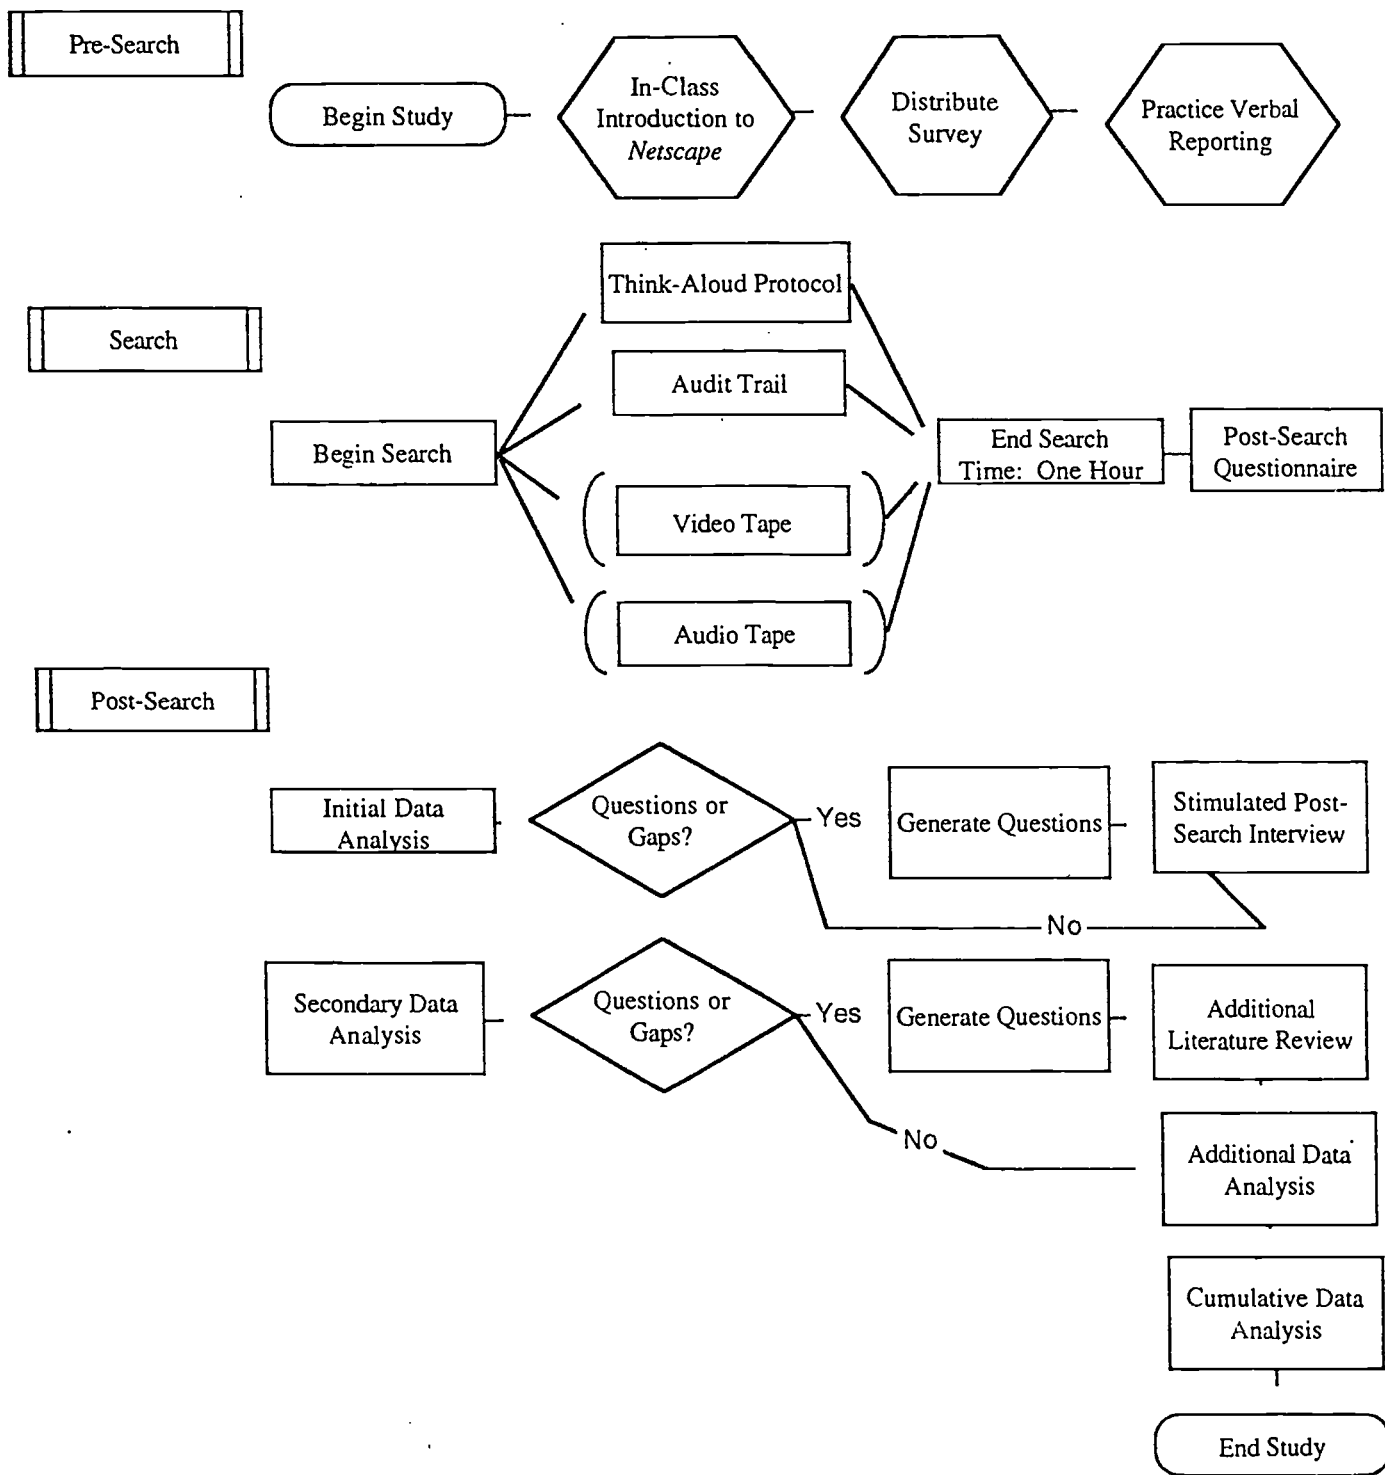 Pre-Search
Begin Study
In-Class
Introduction to
Netscape
Distribute
Survey
Practice Verbal
Reporting
Search
Begin Search
Think-Aloud Protocol
Audit Trail
Video Tape
Audio Tape
End Search
Time: One Hour
Post-Search
Questionnaire
Post-Search
Initial Data
Analysis
Questions or
Gaps?
Yes
Generate Questions
Stimulated Post-
Search Interview
No
Secondary Data
Analysis
Questions or
Gaps?
Yes
Generate Questions
Additional
Literature Review
No
Additional Data
Analysis
Cumulative Data
Analysis
End Study